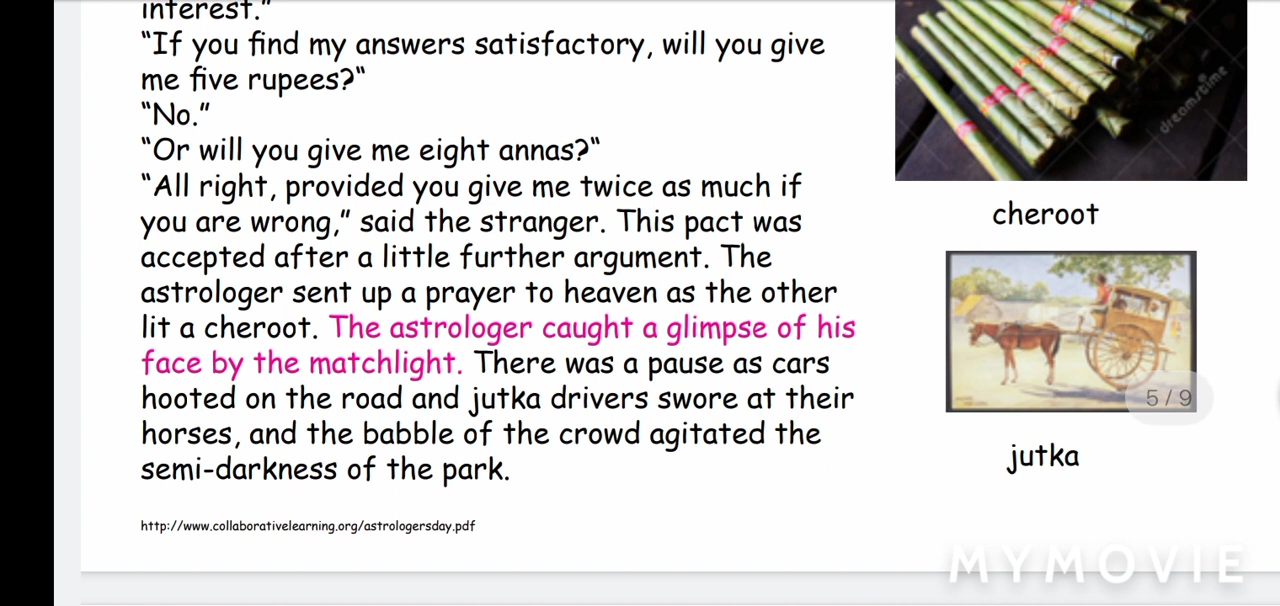 interest.”
“If you find my answers satisfactory, will you give
me five rupees?“
“No.”
“Or will you give me eight annas?“
“All right, provided you give me twice as much if
you are wrong,” said the stranger. This pact was
accepted after a little further argument. The
astrologer sent up a prayer to heaven as the other
lit a cheroot. The astrologer caught a glimpse of his
face by the matchlight. There was a pause as cars
hooted on the road and jutka drivers swore at their
horses, and the babble of the crowd agitated the
semi-darkness of the park.
http://www.collaborativelearning.org/astrologersday.pdf
dreamstime
cheroot
5 / 9
jutka
MYMOVIE